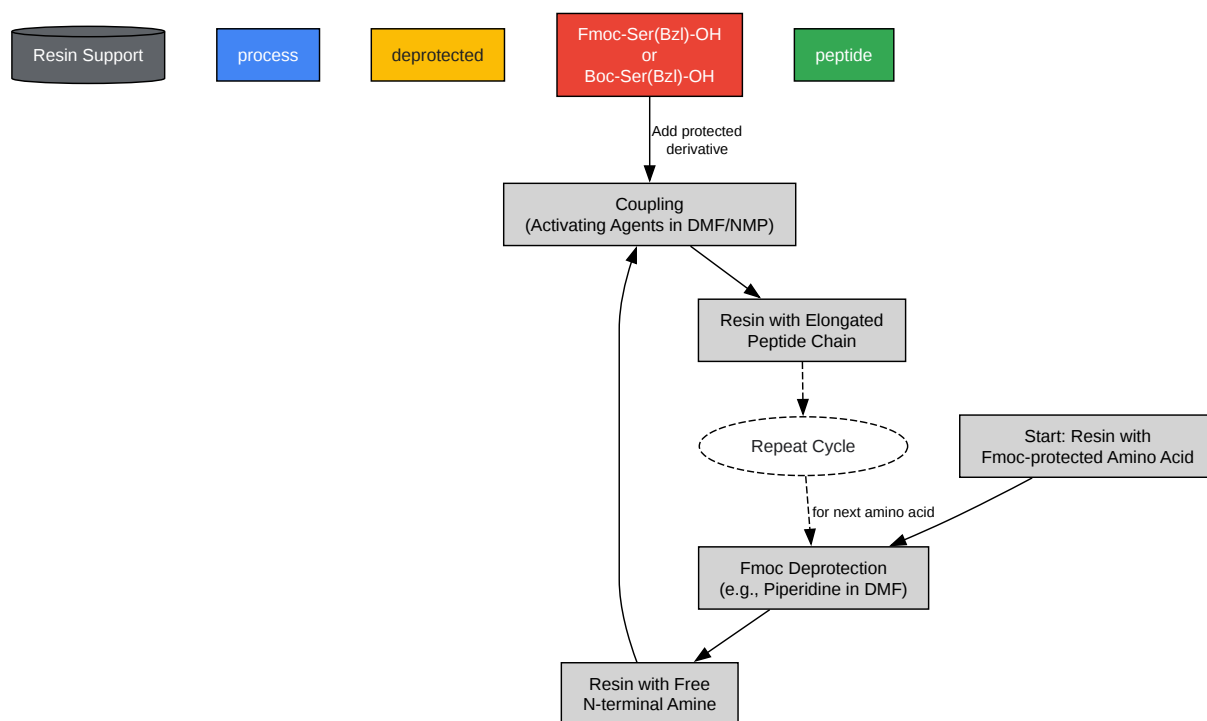 Resin Support
process
deprotected
Fmoc-Ser(Bzl)-OH
or
Boc-Ser(Bzl)-OH
peptide
Add protected
derivative
Coupling
(Activating Agents in DMF/NMP)
Resin with Elongated
Peptide Chain
Repeat Cycle
Start: Resin with
Fmoc-protected Amino Acid
for next amino acid
Fmoc Deprotection
(e.g., Piperidine in DMF)
Resin with Free
N-terminal Amine